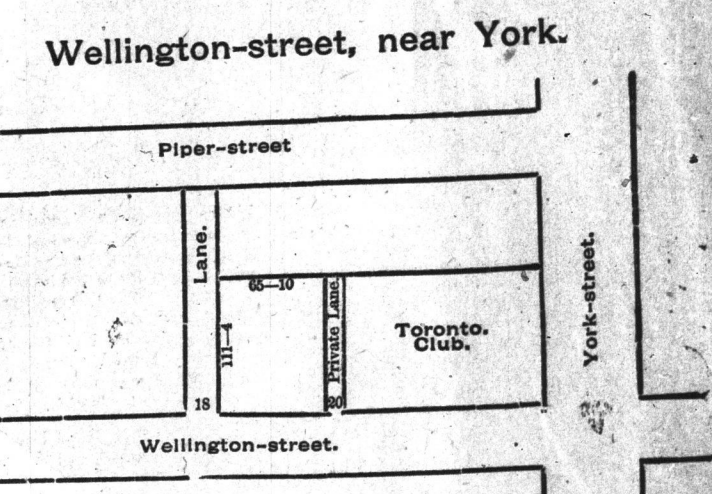 Wellington-street, near York.
Piper-street
Lane.
65—10
111—4
Private Lane.
Toronto.
Club.
York-street.
18
20
Wellington-street.